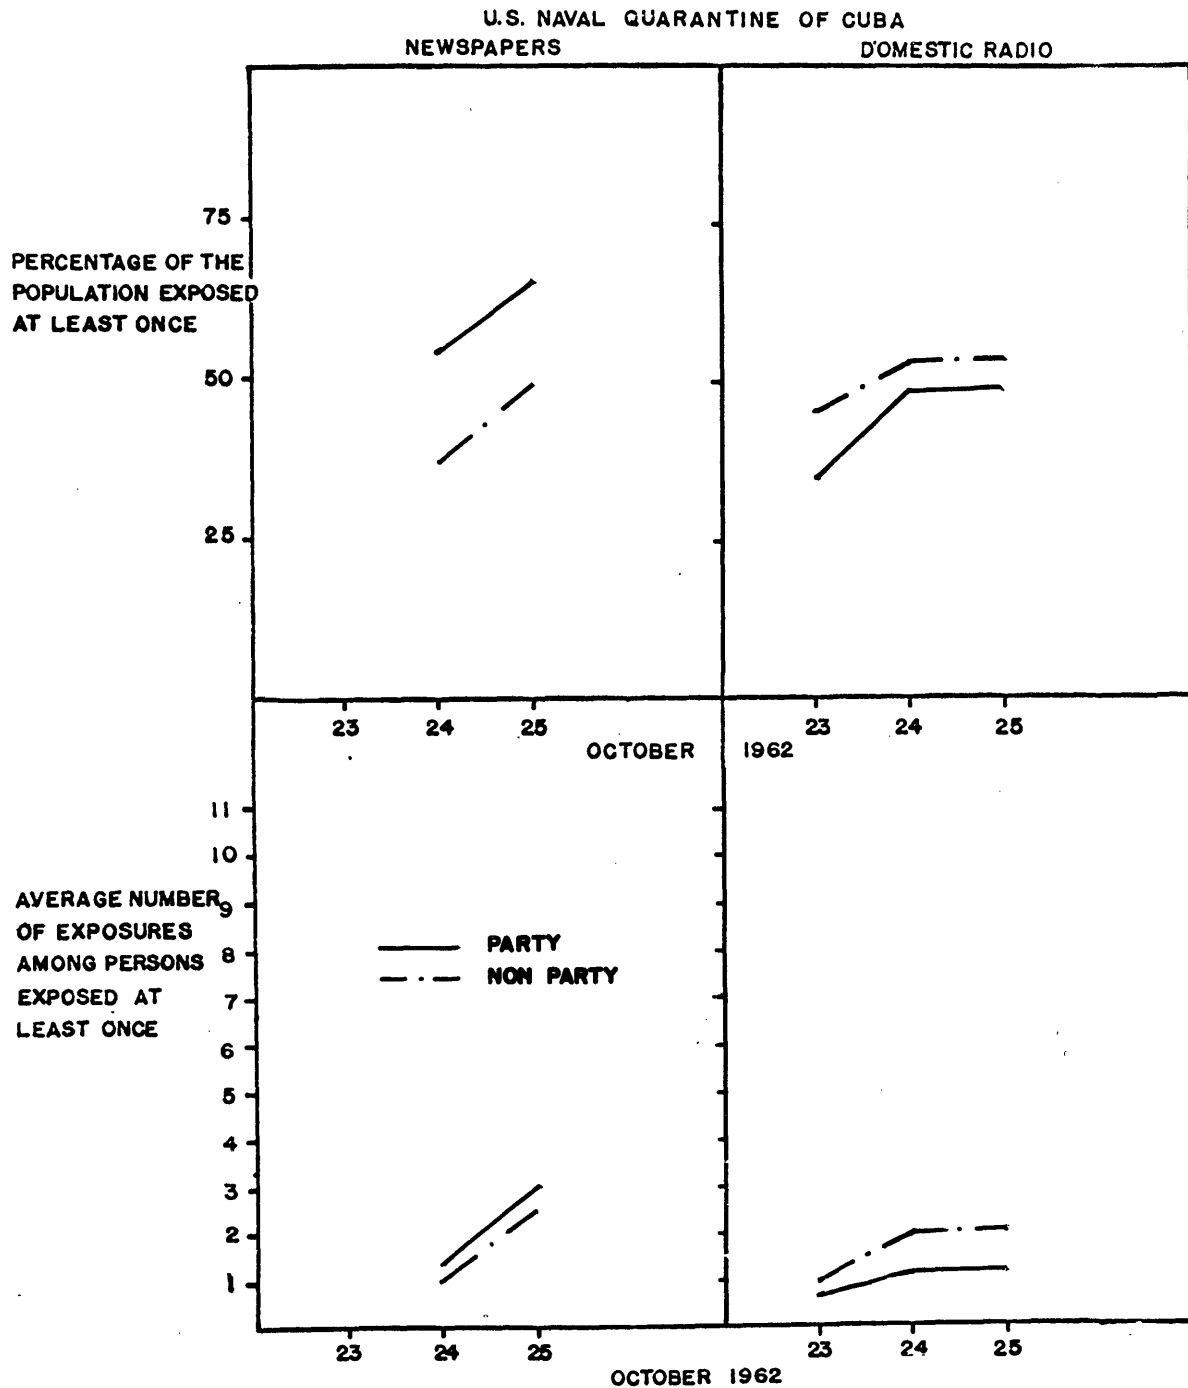 U.S. NAVAL QUARANTINE OF CUBA
NEWSPAPERS
DOMESTIC RADIO
75
PERCENTAGE OF THE
POPULATION EXPOSED
AT LEAST ONCE
50
25
23 24 25
23 24 25
OCTOBER 1962
11
10
AVERAGE NUMBER
9
OF EXPOSURES
PARTY
8
AMONG PERSONS
NON PARTY
EXPOSED AT
7
LEAST ONCE
6
5
4
3
2
1
23 24 25
23 24 25
OCTOBER 1962